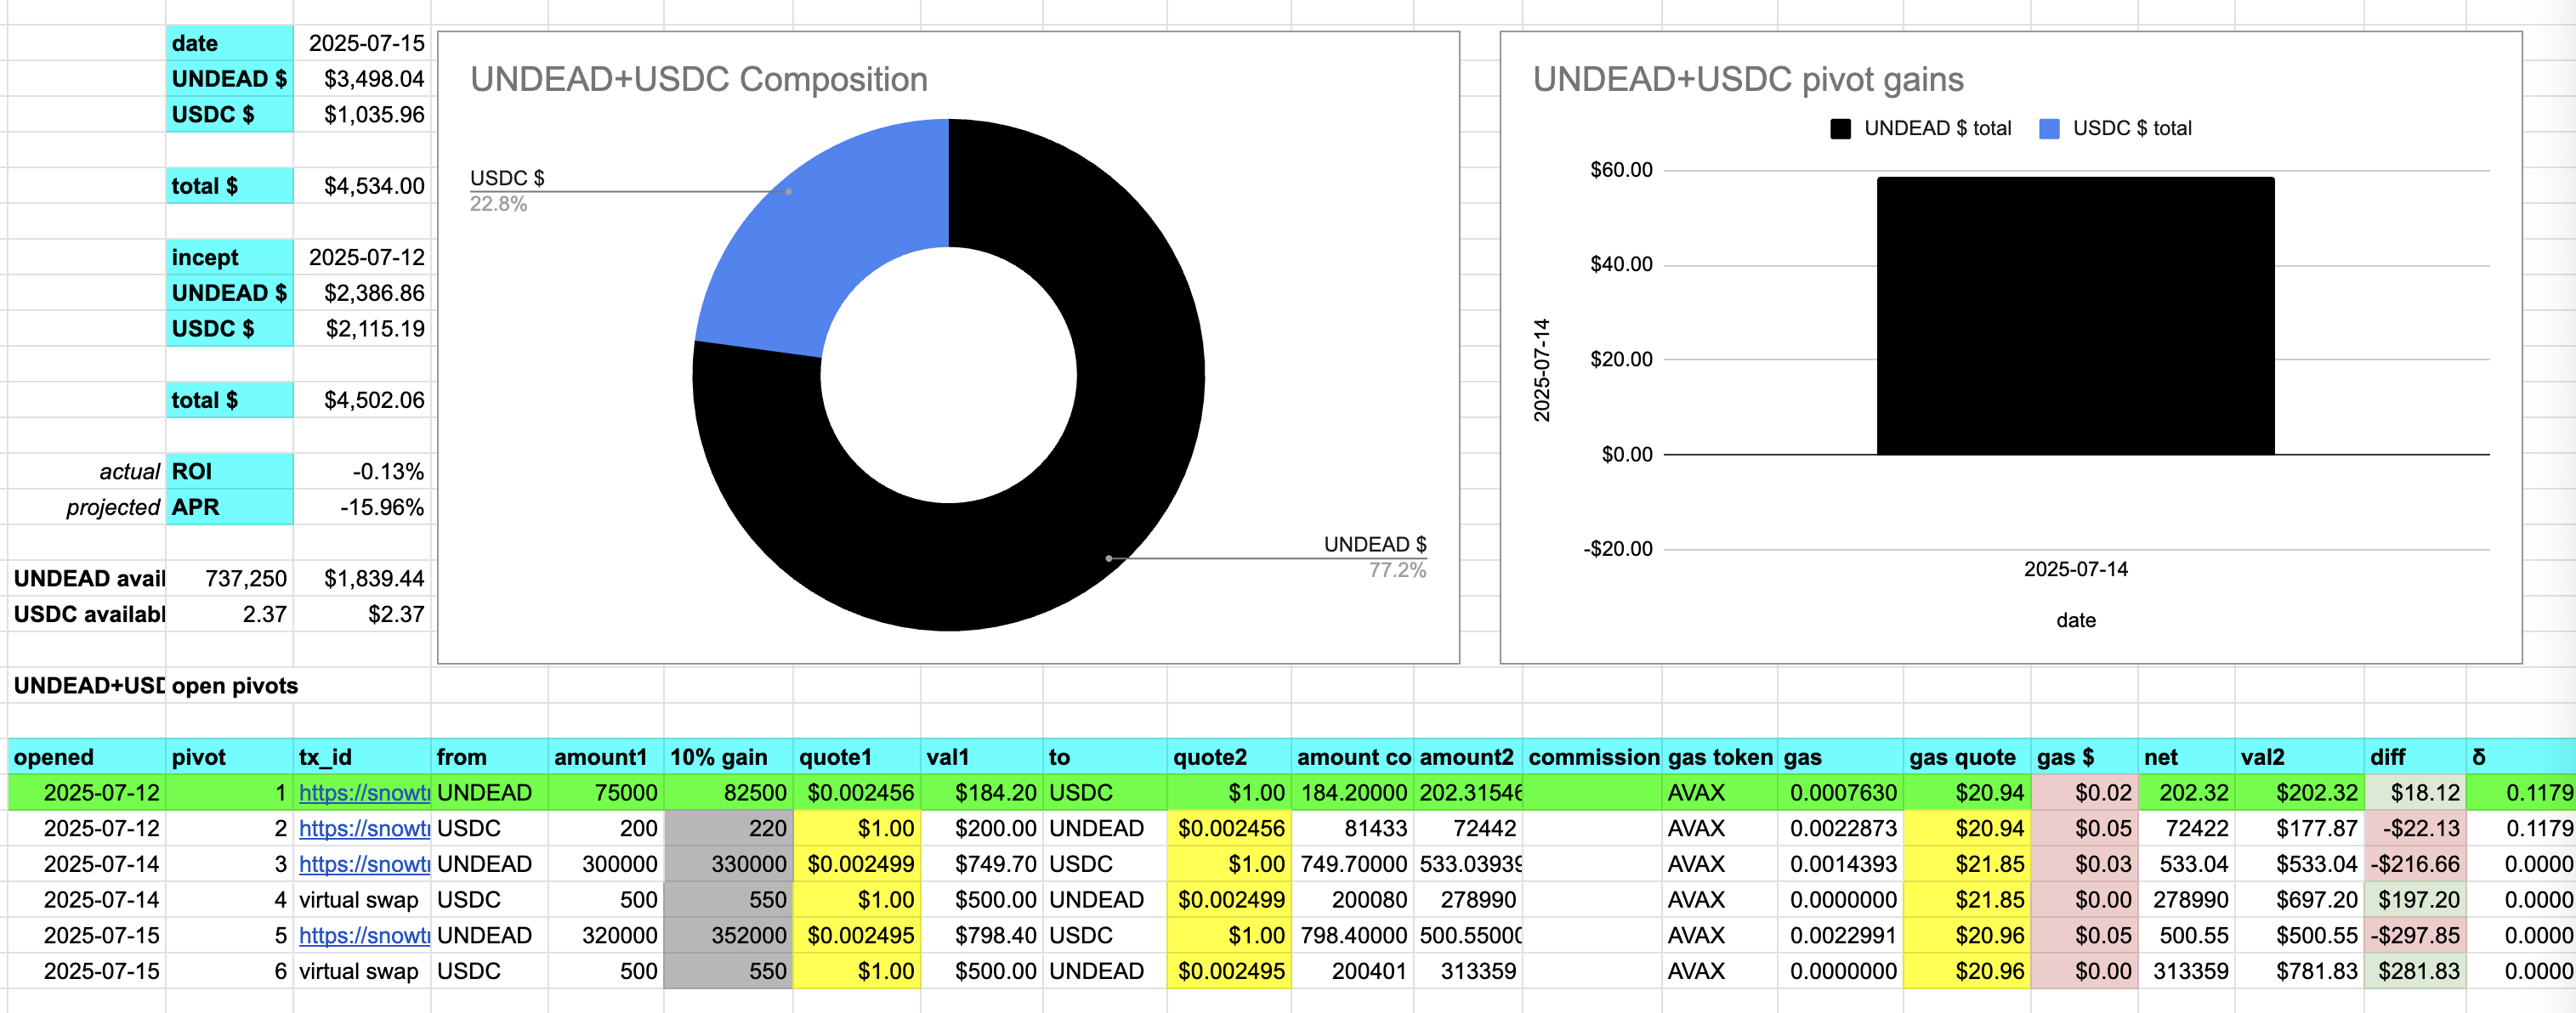 date 2025-07-15
UNDEAD $ $3,498.04
USDC $ $1,035.96
total $ $4,534.00
incept 2025-07-12
UNDEAD $ $2,386.86
USDC $ $2,115.19
total $ $4,502.06
actual ROI -0.13%
projected APR -15.96%
UNDEAD avail 737,250 $1,839.44
USDC availabl 2.37 $2.37
UNDEAD+USDC Composition
USDC $
22.8%
UNDEAD $
77.2%
UNDEAD+USDC pivot gains
UNDEAD $ total USDC $ total
$60.00
$40.00
$20.00
$0.00
-$20.00
2025-07-14
2025-07-14
date
UNDEAD+USD open pivots
opened pivot tx_id from amount1 10% gain quote1 val1 to quote2 amount co amount2 commission gas token gas gas quote gas $ net val2 diff δ
2025-07-12 1 https://snowtr UNDEAD 75000 82500 $0.002456 $184.20 USDC $1.00 184.20000 202.31546 AVAX 0.0007630 $20.94 $0.02 202.32 $202.32 $18.12 0.1179
2025-07-12 2 https://snowtr USDC 200 220 $1.00 $200.00 UNDEAD $0.002456 81433 72442 AVAX 0.0022873 $20.94 $0.05 72422 $177.87 -$22.13 0.1179
2025-07-14 3 https://snowtr UNDEAD 300000 330000 $0.002499 $749.70 USDC $1.00 749.70000 533.03939 AVAX 0.0014393 $21.85 $0.03 533.04 $533.04 -$216.66 0.0000
2025-07-14 4 virtual swap USDC 500 550 $1.00 $500.00 UNDEAD $0.002499 200080 278990 AVAX 0.0000000 $21.85 $0.00 278990 $697.20 $197.20 0.0000
2025-07-15 5 https://snowtr UNDEAD 320000 352000 $0.002495 $798.40 USDC $1.00 798.40000 500.55000 AVAX 0.0022991 $20.96 $0.05 500.55 $500.55 -$297.85 0.0000
2025-07-15 6 virtual swap USDC 500 550 $1.00 $500.00 UNDEAD $0.002495 200401 313359 AVAX 0.0000000 $20.96 $0.00 313359 $781.83 $281.83 0.0000